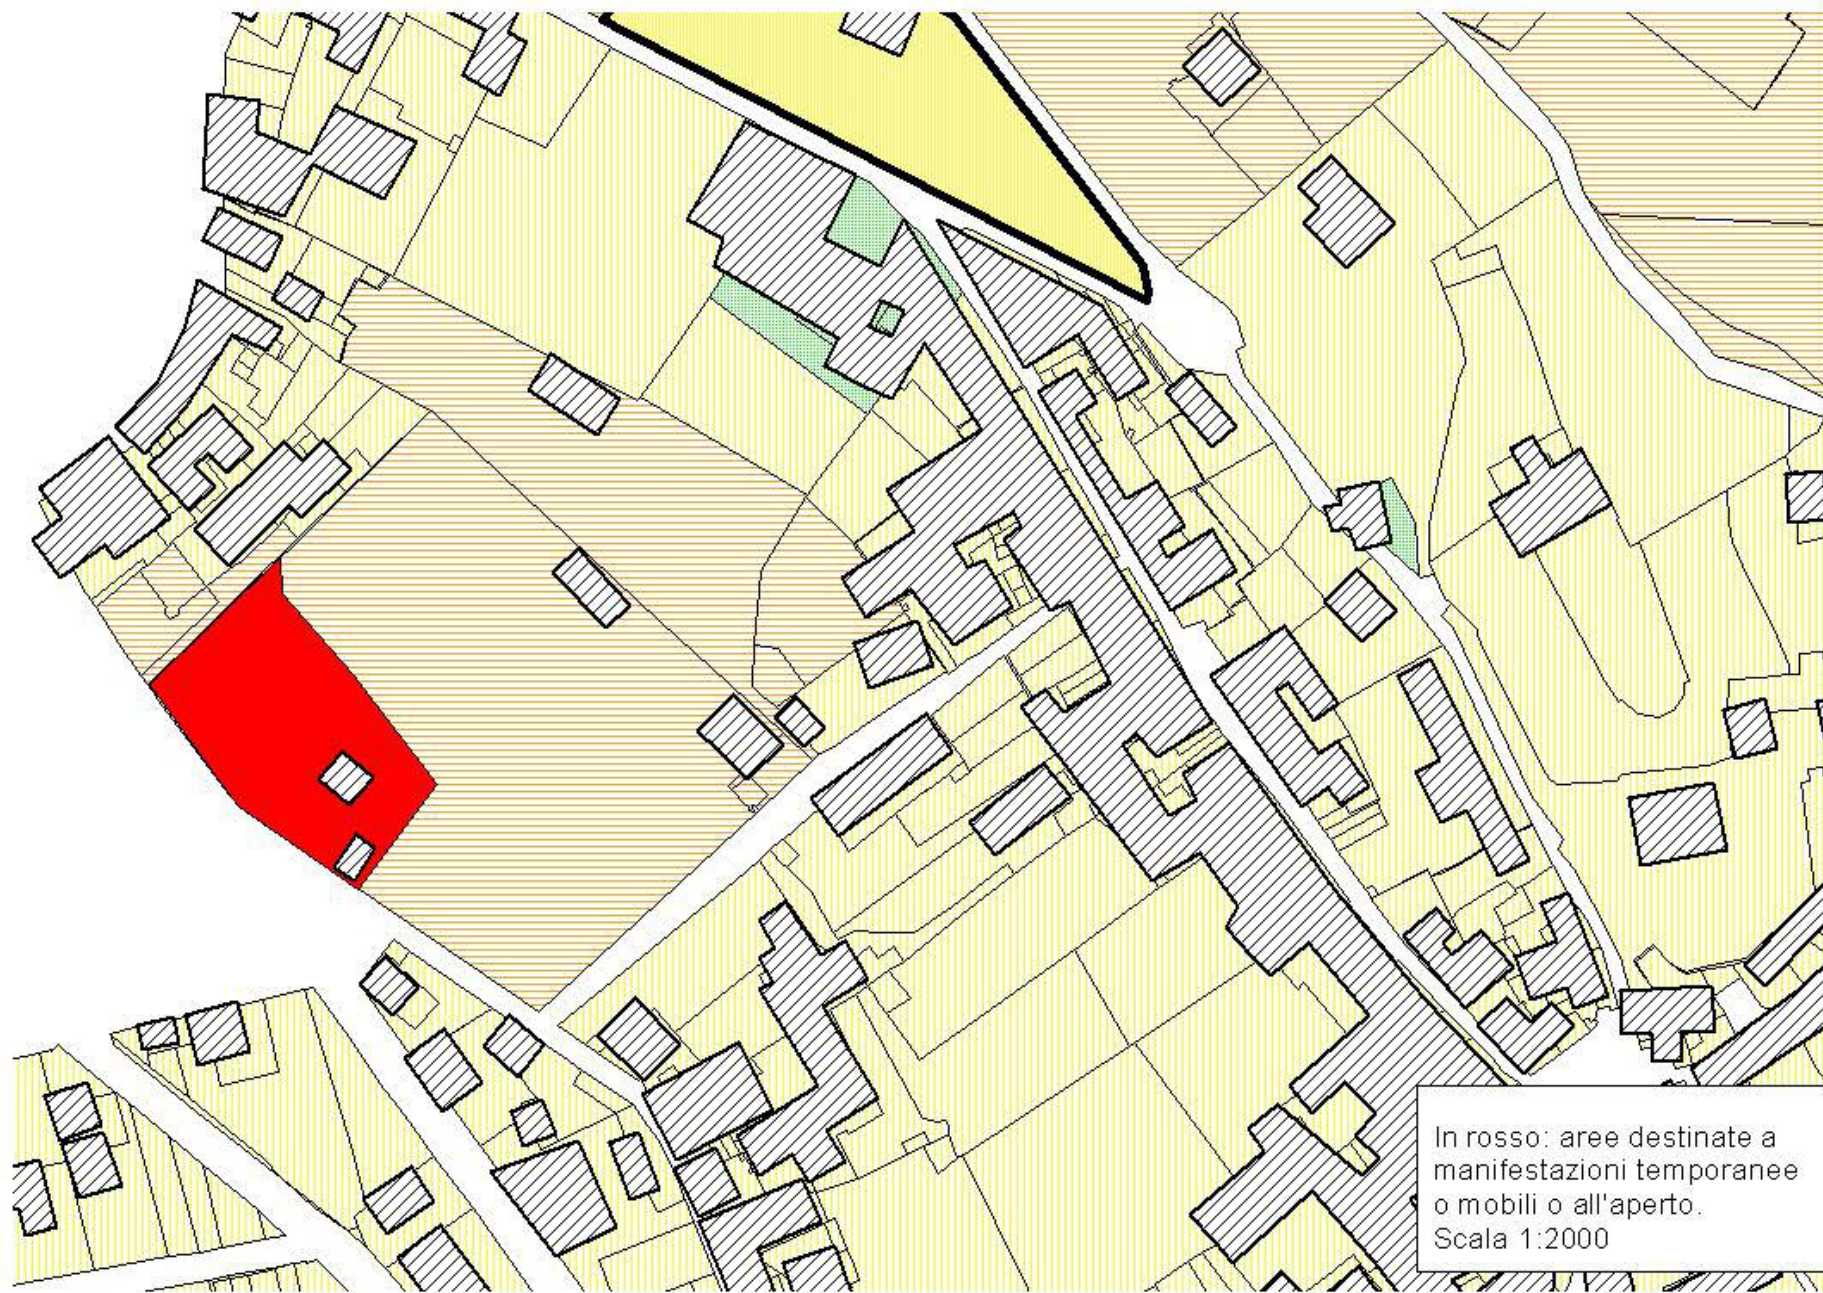 In rosso: aree destinate a
manifestazioni temporanee
o mobili o all'aperto.
Scala 1:2000